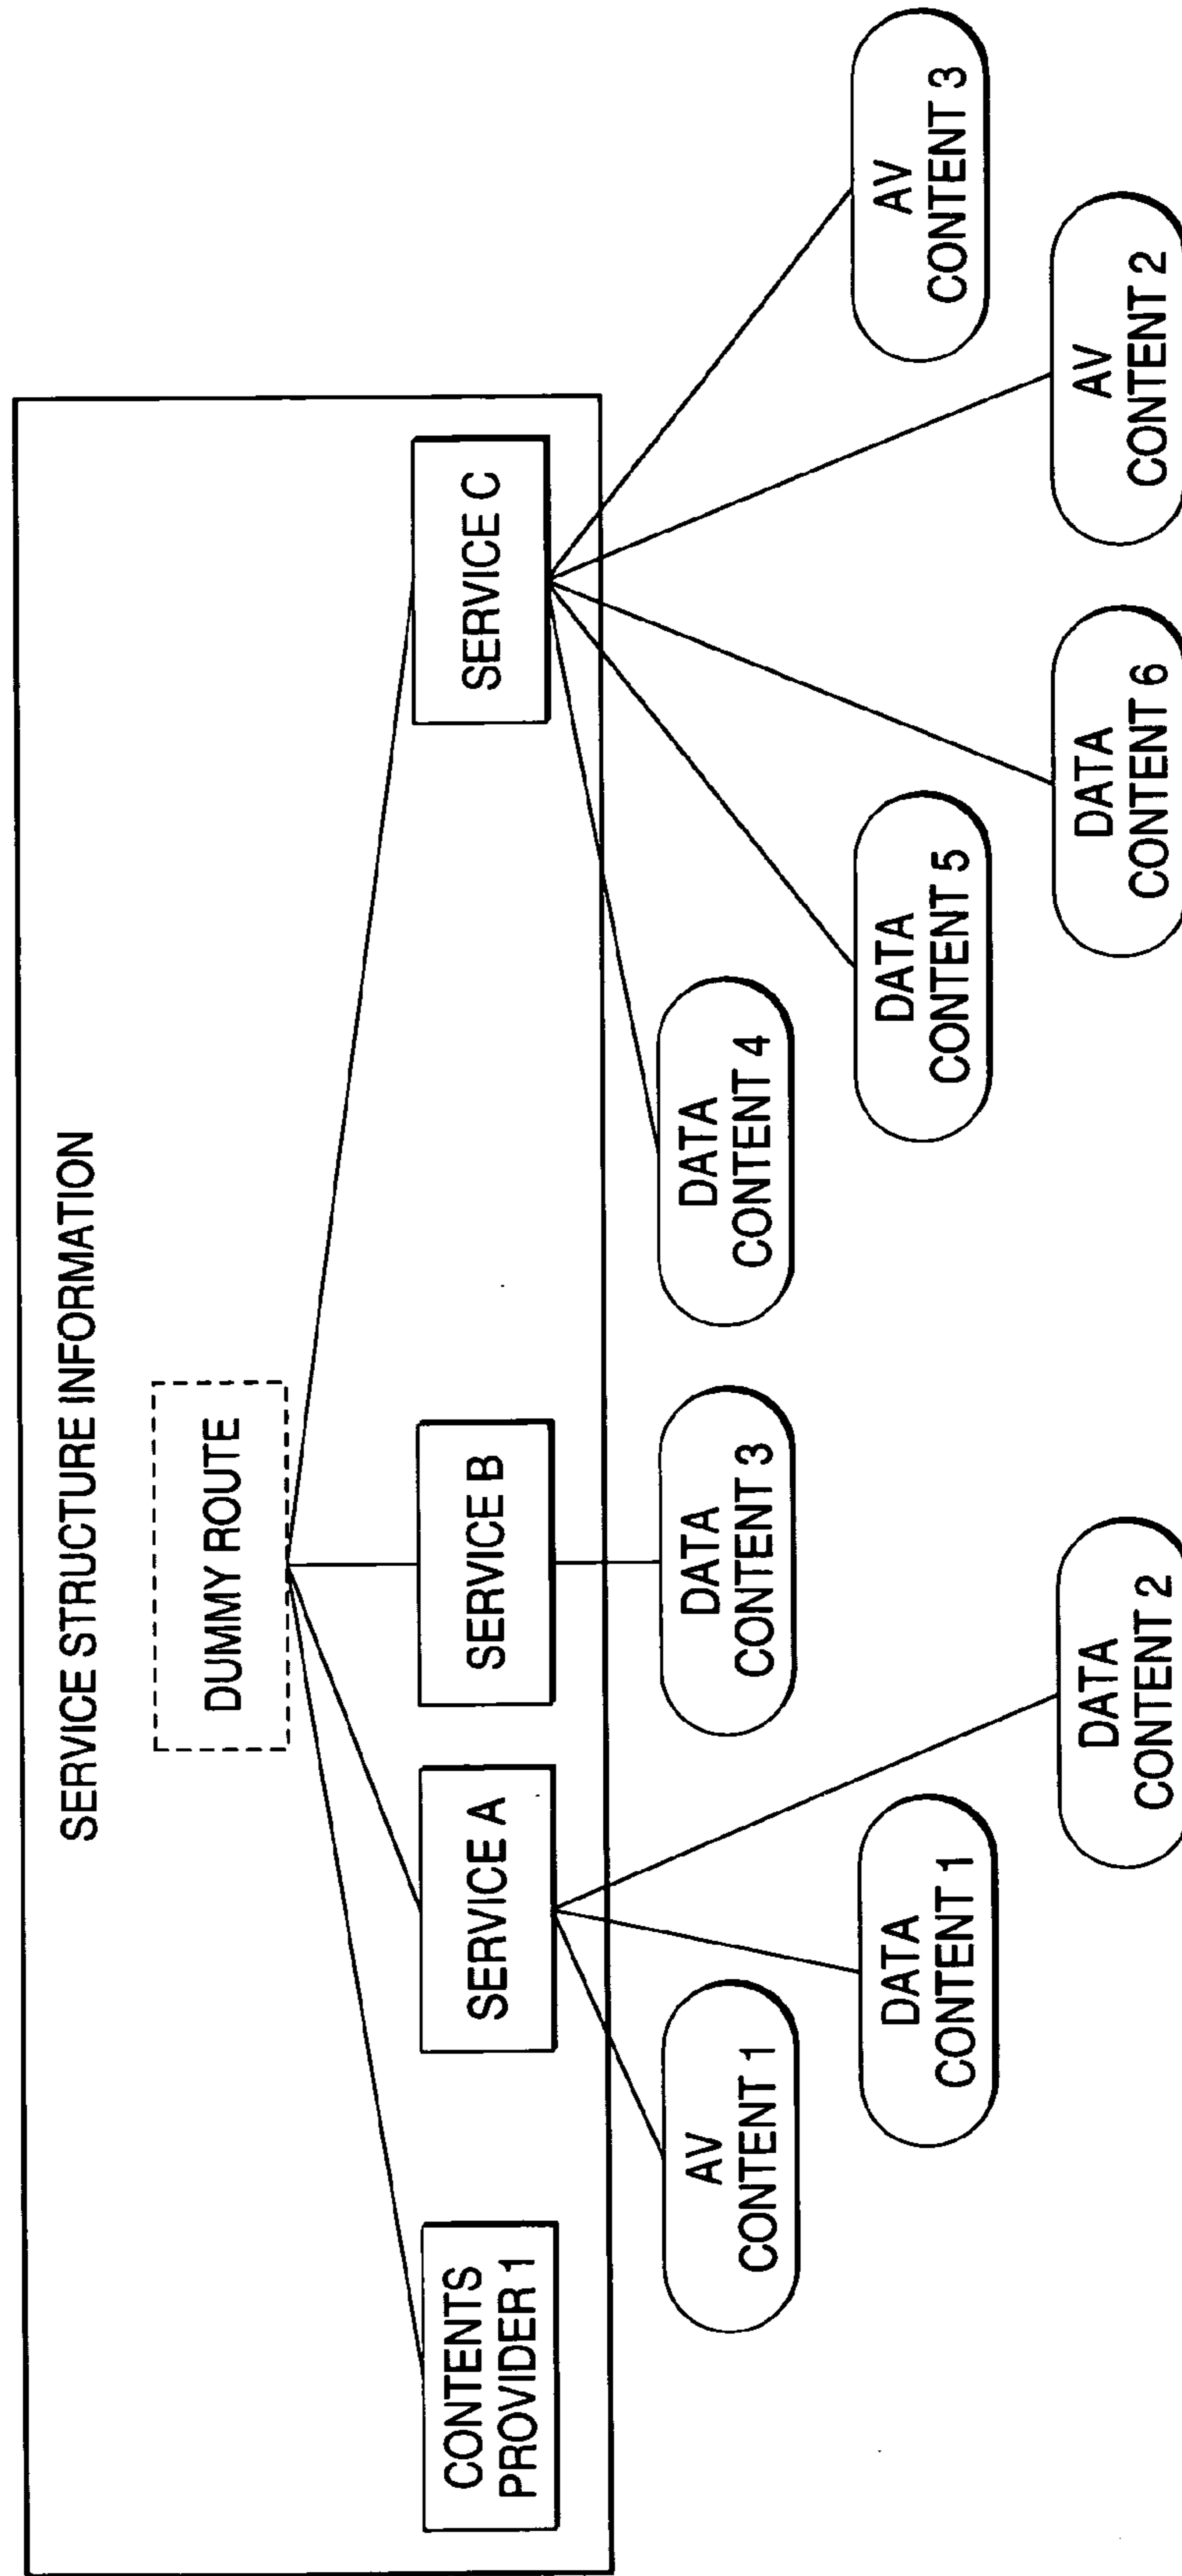 SERVICE STRUCTURE INFORMATION
DUMMY ROUTE
CONTENTS
PROVIDER 1
SERVICE A
SERVICE B
SERVICE C
AV
CONTENT 1
DATA
CONTENT 3
DATA
CONTENT 4
DATA
CONTENT 1
DATA
CONTENT 5
AV
CONTENT 3
DATA
CONTENT 2
DATA
CONTENT 6
AV
CONTENT 2